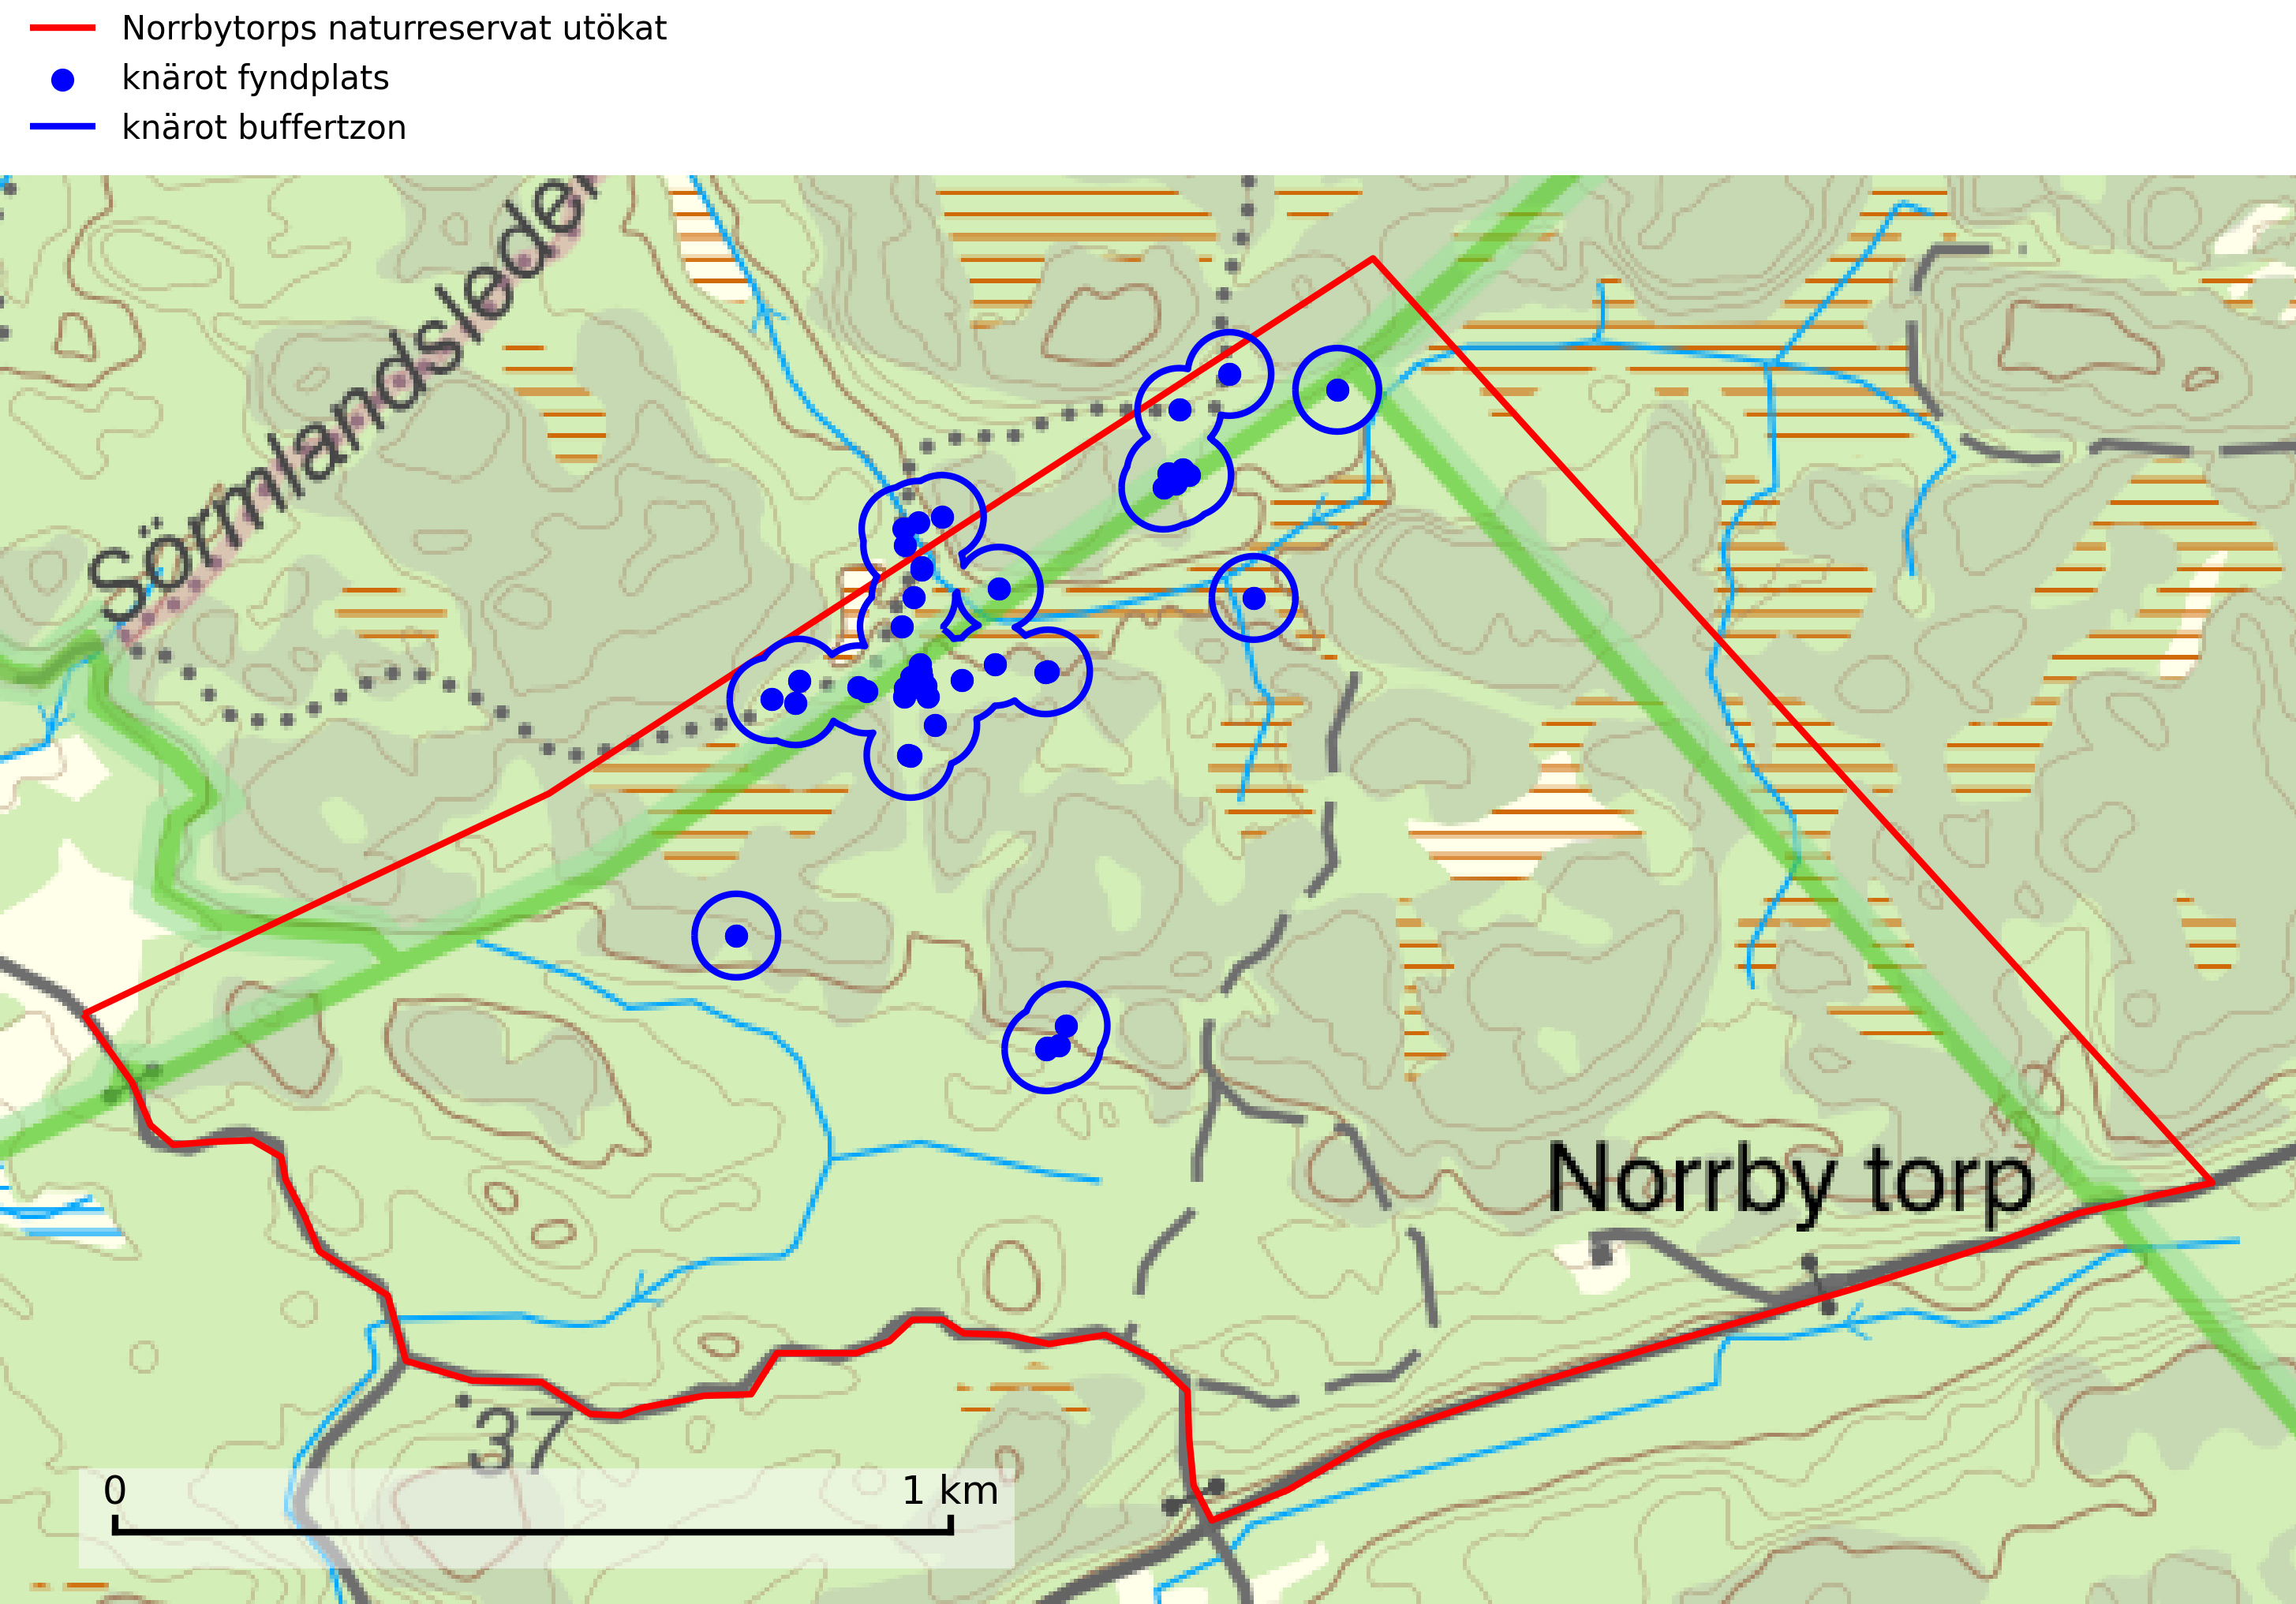 Norrbytorps naturreservat utökat
knärot fyndplats
knärot buffertzon
Sörmlandsleden
Norrby torp
37
0 1 km